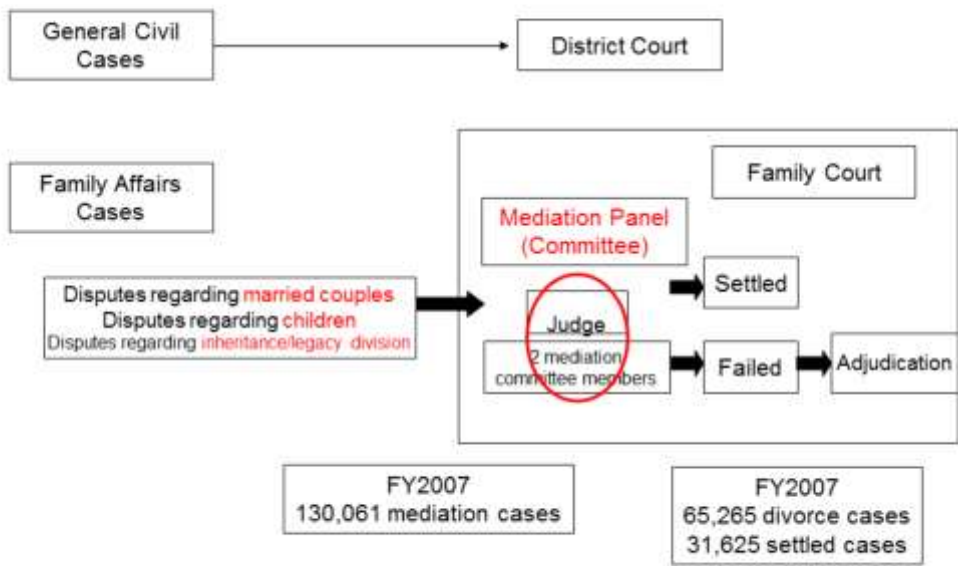 General Civil
Cases
District Court
Family Affairs
Cases
Family Court
Mediation Panel
(Committee)
Disputes regarding married couples
Disputes regarding children
Disputes regarding inheritance/legacy division
Settled
Judge
2 mediation
committee members
Failed
Adjudication
FY2007
130,061 mediation cases
FY2007
65,265 divorce cases
31,625 settled cases